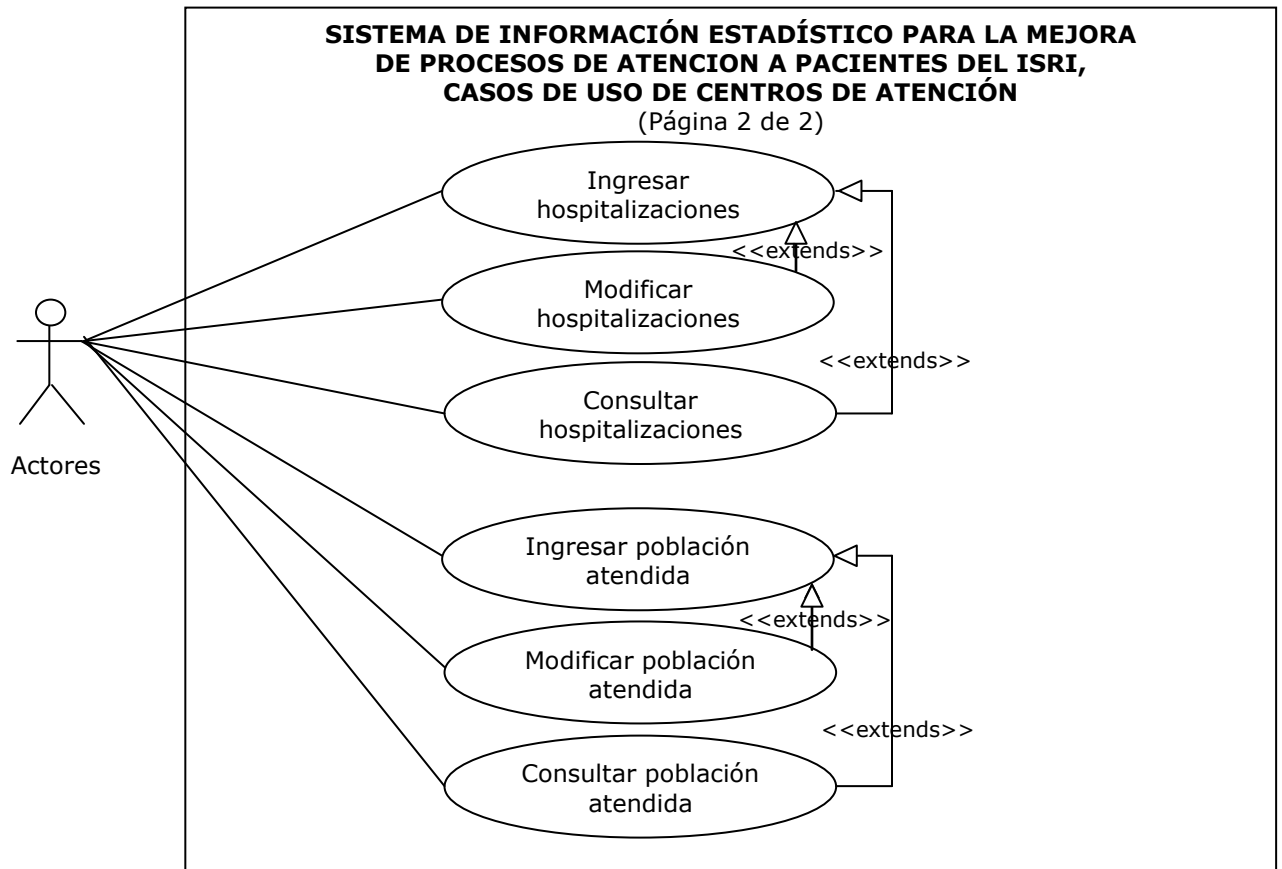 SISTEMA DE INFORMACIÓN ESTADÍSTICO PARA LA MEJORA
DE PROCESOS DE ATENCION A PACIENTES DEL ISRI,
CASOS DE USO DE CENTROS DE ATENCIÓN
(Página 2 de 2)
Ingresar
hospitalizaciones
<<extends>>
Modificar
hospitalizaciones
<<extends>>
Consultar
hospitalizaciones
Actores
Ingresar población
atendida
<<extends>>
Modificar población
atendida
<<extends>>
Consultar población
atendida